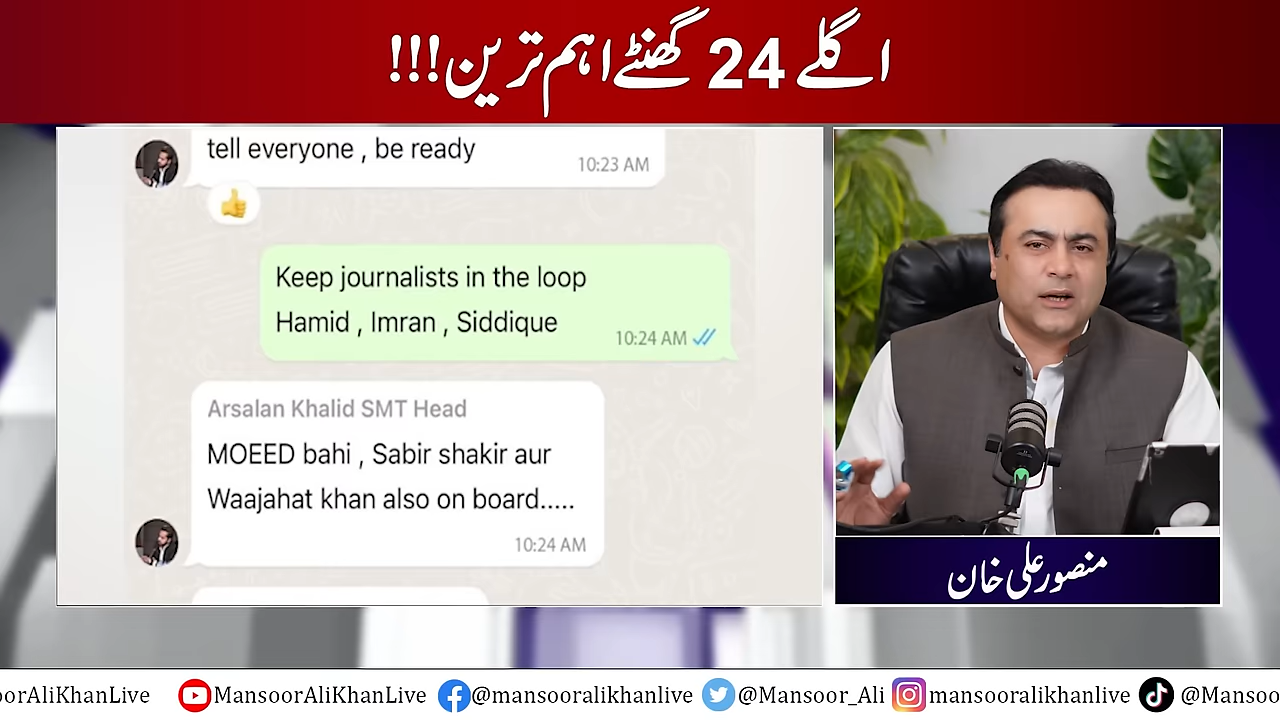 اگلے 24 گھنٹے اہم ترین!!!
tell everyone , be ready
10:23 AM
Keep journalists in the loop
Hamid , Imran , Siddique
10:24 AM
Arsalan Khalid SMT Head
MOEED bahi , Sabir shakir aur
Waajahat khan also on board.....
10:24 AM
منصور علی خان
oorAliKhanLive MansoorAliKhanLive @mansooralikhanlive @Mansoor_Ali mansooralikhanlive @Manso